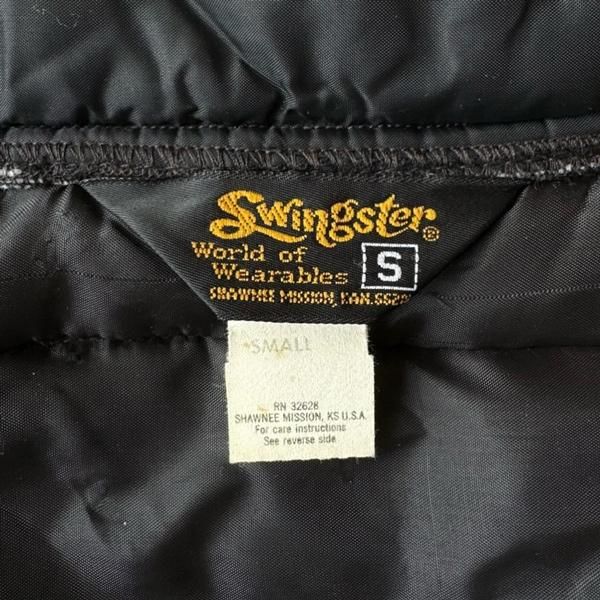 Swingster®
World of
Wearables S
SHAWNEE MISSION, KAN.
SMALL
RN 32628
SHAWNEE MISSION, KS U.S.A.
For care instructions
See reverse side